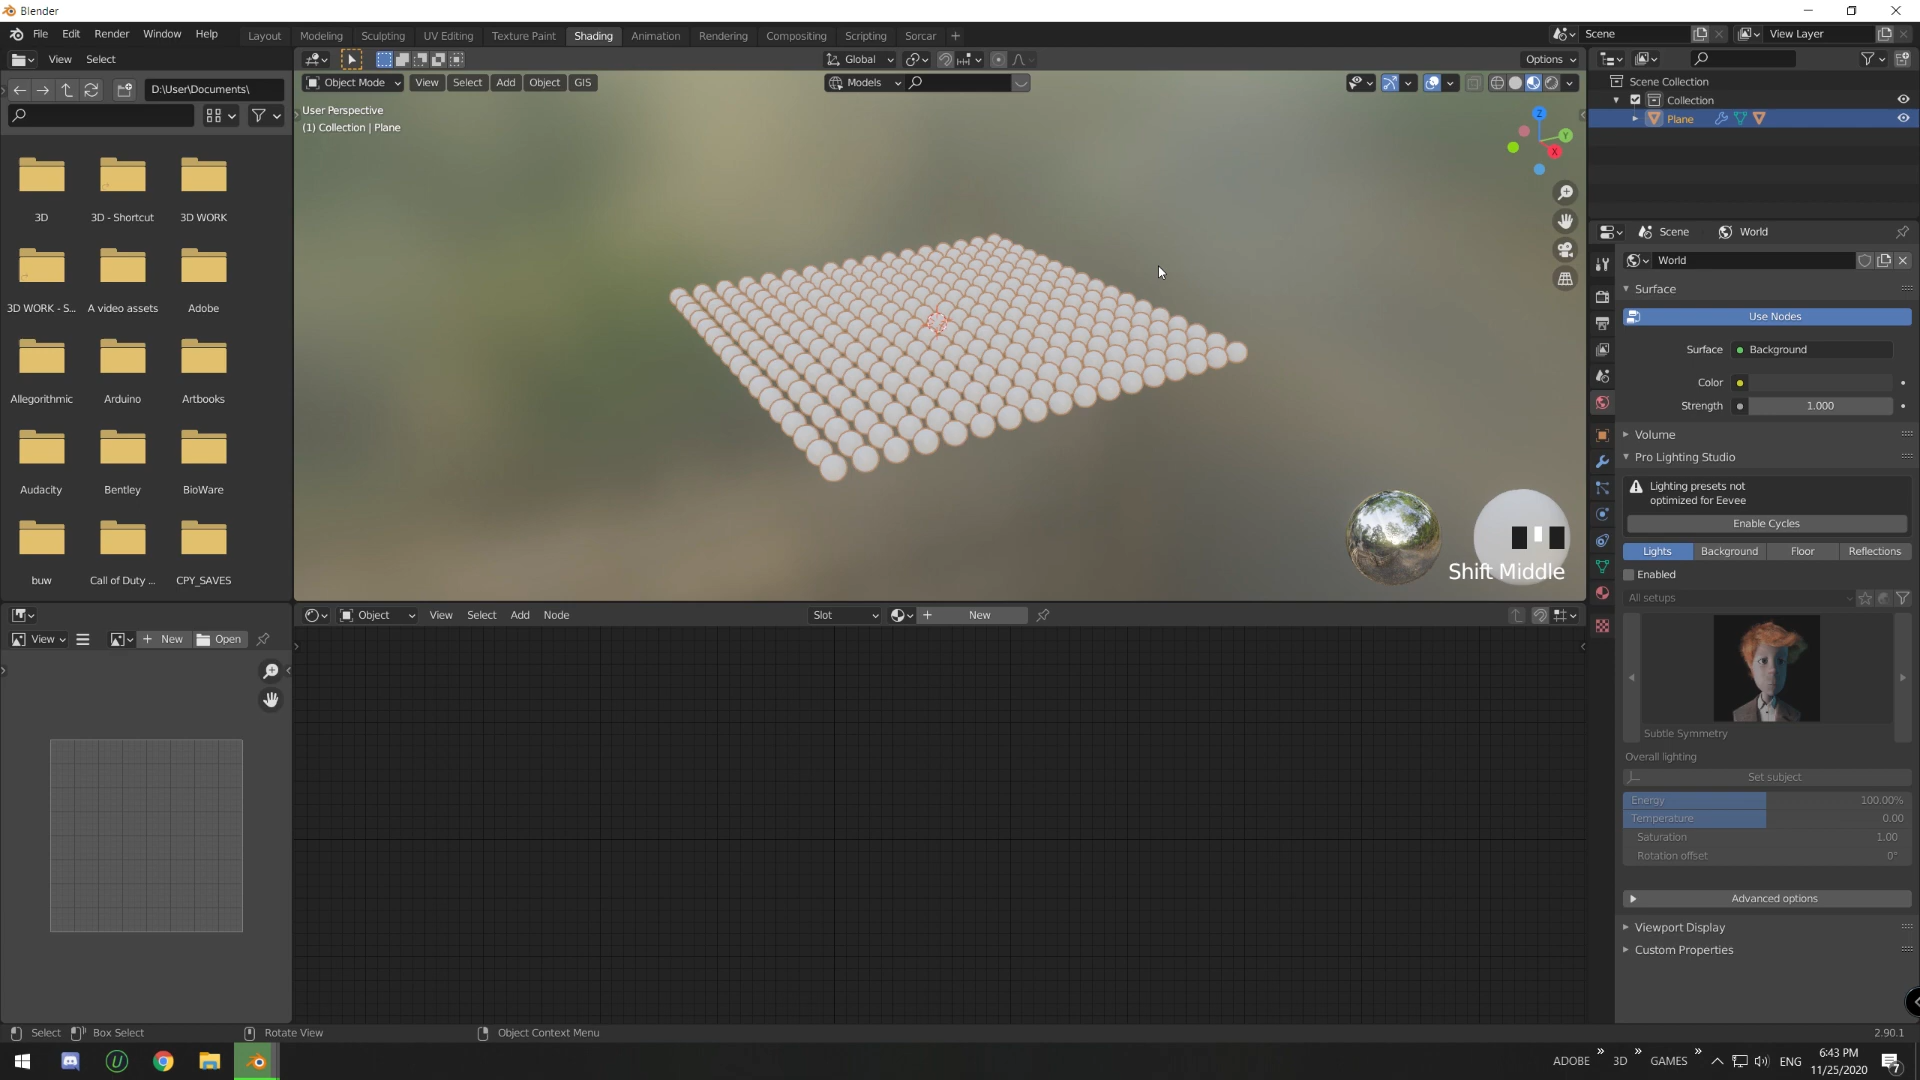 Blender
File Edit Render Window Help
Layout Modeling Sculpting UV Editing Texture Paint Shading Animation Rendering Compositing Scripting Sorcar +
Scene
View Layer
View Select
Global
Options
D:\User\Documents\
Object Mode View Select Add Object GIS
Models
User Perspective
(1) Collection | Plane
Scene Collection
Collection
Plane
Z
Y
X
3D
3D - Shortcut
3D WORK
3D WORK - S...
A video assets
Adobe
Allegorithmic
Arduino
Artbooks
Audacity
Bentley
BioWare
buw
Call of Duty ...
CPY_SAVES
Shift Middle
Scene World
World
Surface
Use Nodes
Surface Background
Color
Strength 1.000
Volume
Pro Lighting Studio
Lighting presets not
optimized for Eevee
Enable Cycles
Lights Background Floor Reflections
Enabled
All setups
Subtle Symmetry
Overall lighting
Set subject
Energy 100.00%
Temperature 0.00
Saturation 1.00
Rotation offset 0°
Advanced options
Viewport Display
Custom Properties
View
+ New
Open
Object View Select Add Node
Slot
+ New
Select Box Select Rotate View Object Context Menu
2.90.1
ADOBE » 3D » GAMES » ENG
6:43 PM
11/25/2020
7